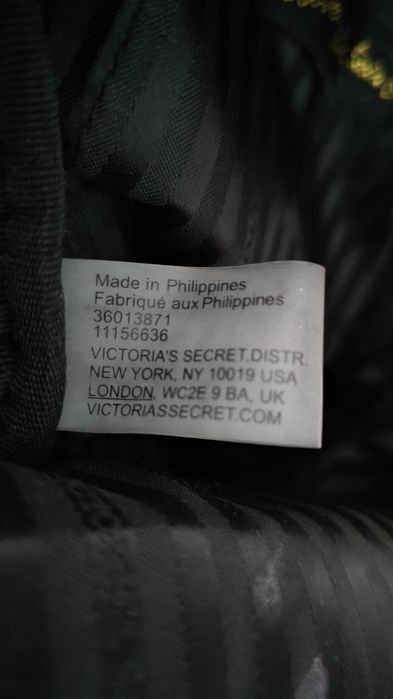 Made in Philippines
Fabriqué aux Philippines
36013871
11156636
VICTORIA'S SECRET,DISTR.
NEW YORK, NY 10019 USA
LONDON, WC2E 9 BA, UK
VICTORIASSECRET.COM